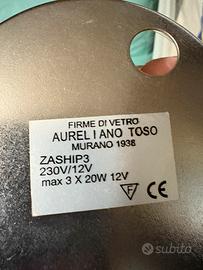 FIRME DI VETRO
AURELIANO TOSO
MURANO 1938
ZASHIP3
230V/12V
max 3 X 20W 12V
F
CE
subito